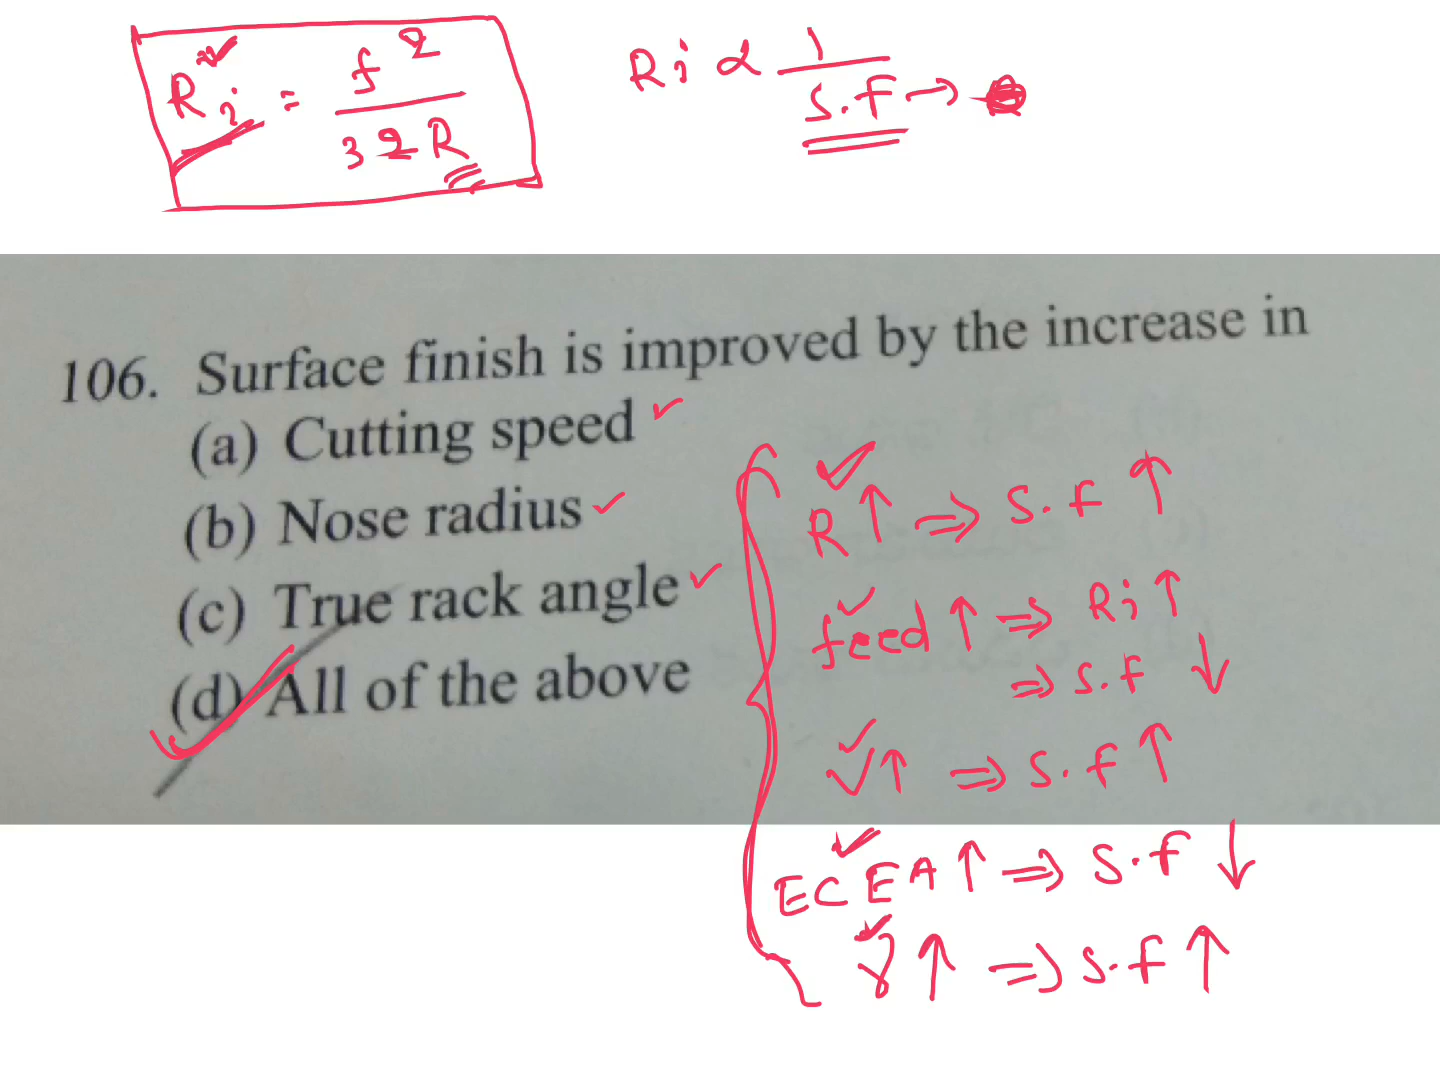 Ri = f² / 32R
Ri ∝ 1 / S.F →
106. Surface finish is improved by the increase in
(a) Cutting speed ✓
(b) Nose radius ✓
(c) True rack angle ✓
(d) All of the above
R ↑ ⇒ S.F ↑
feed ↑ ⇒ Ri ↑
⇒ S.F ↓
V ↑ ⇒ S.F ↑
ECEA ↑ ⇒ S.F ↓
γ ↑ ⇒ S.F ↑